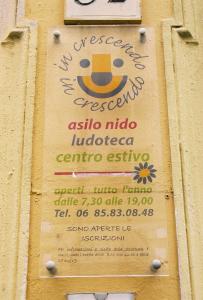 in crescendo
in crescendo
asilo nido
ludoteca
centro estivo
aperti tutto l'anno
dalle 7,30 alle 19,00
Tel. 06 85.83.08.48
SONO APERTE LE
ISCRIZIONI